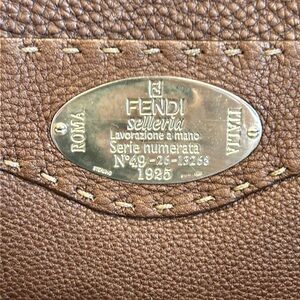 FENDI
selleria
Lavorazione a mano
Serie numerata
N°49-26-13268
1925
ROMA
ITALIA